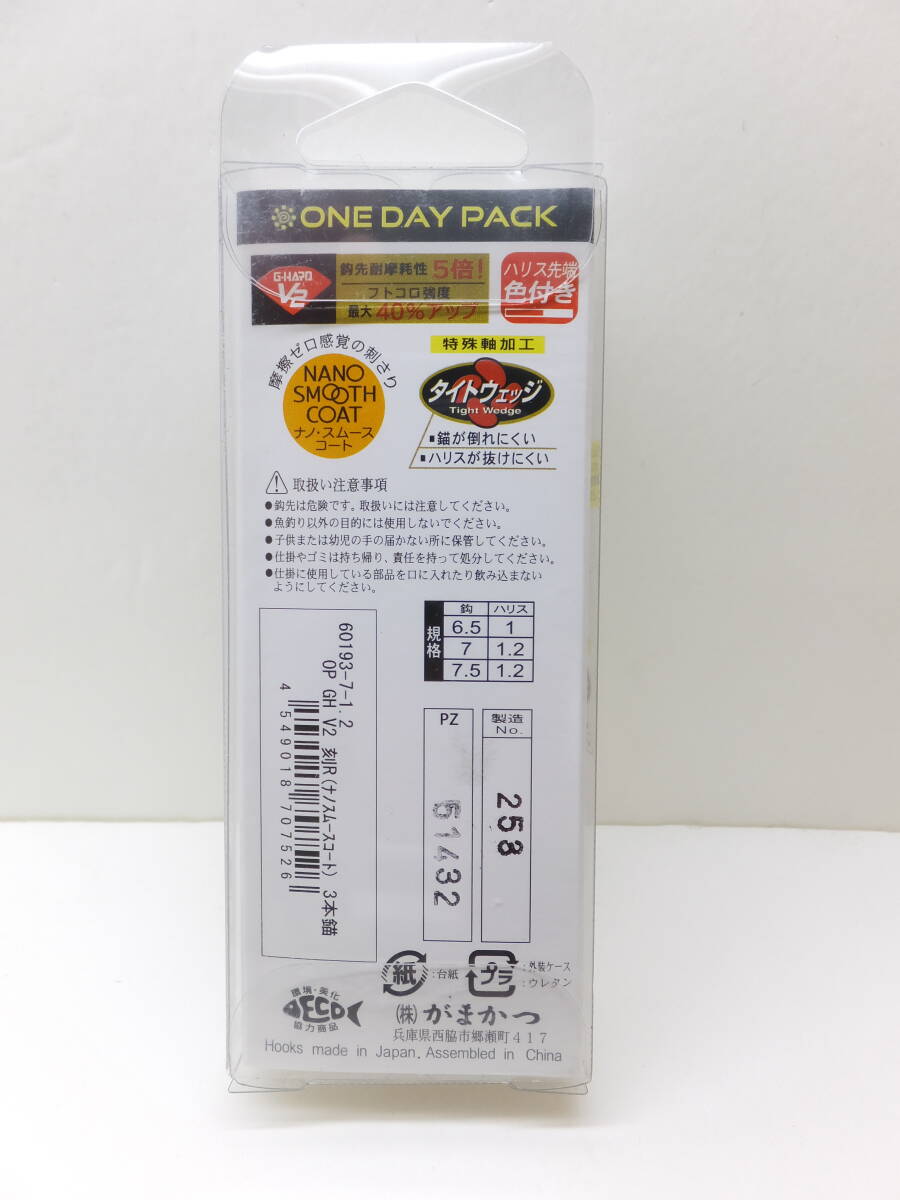 ONE DAY PACK
G-HARD
V2
鈎先耐摩耗性 5倍!
フトコロ強度
最大 40%アップ
ハリス先端
色付き
摩擦ゼロ感覚の刺さり
NANO
SMOOTH
COAT
ナノ・スムース
コート
特殊軸加工
タイトウェッジ
Tight Wedge
■錨が倒れにくい
■ハリスが抜けにくい
取扱い注意事項
●鈎先は危険です。取扱いには注意してください。
●魚釣り以外の目的には使用しないでください。
●子供または幼児の手の届かない所に保管してください。
●仕掛やゴミは持ち帰り、責任を持って処分してください。
●仕掛に使用している部品を口に入れたり飲み込まない
ようにしてください。
規格
鈎 ハリス
6.5 1
7 1.2
7.5 1.2
60193-7-1.2
OP GH V2 刻R(ナノスムースコート) 3本錨
4 549018 707526
PZ
51432
製造
No.
253
紙 :台紙
プラ :外装ケース
:ウレタン
環境・美化
ECO
協力商品
(株)がまかつ
兵庫県西脇市郷瀬町417
Hooks made in Japan. Assembled in China